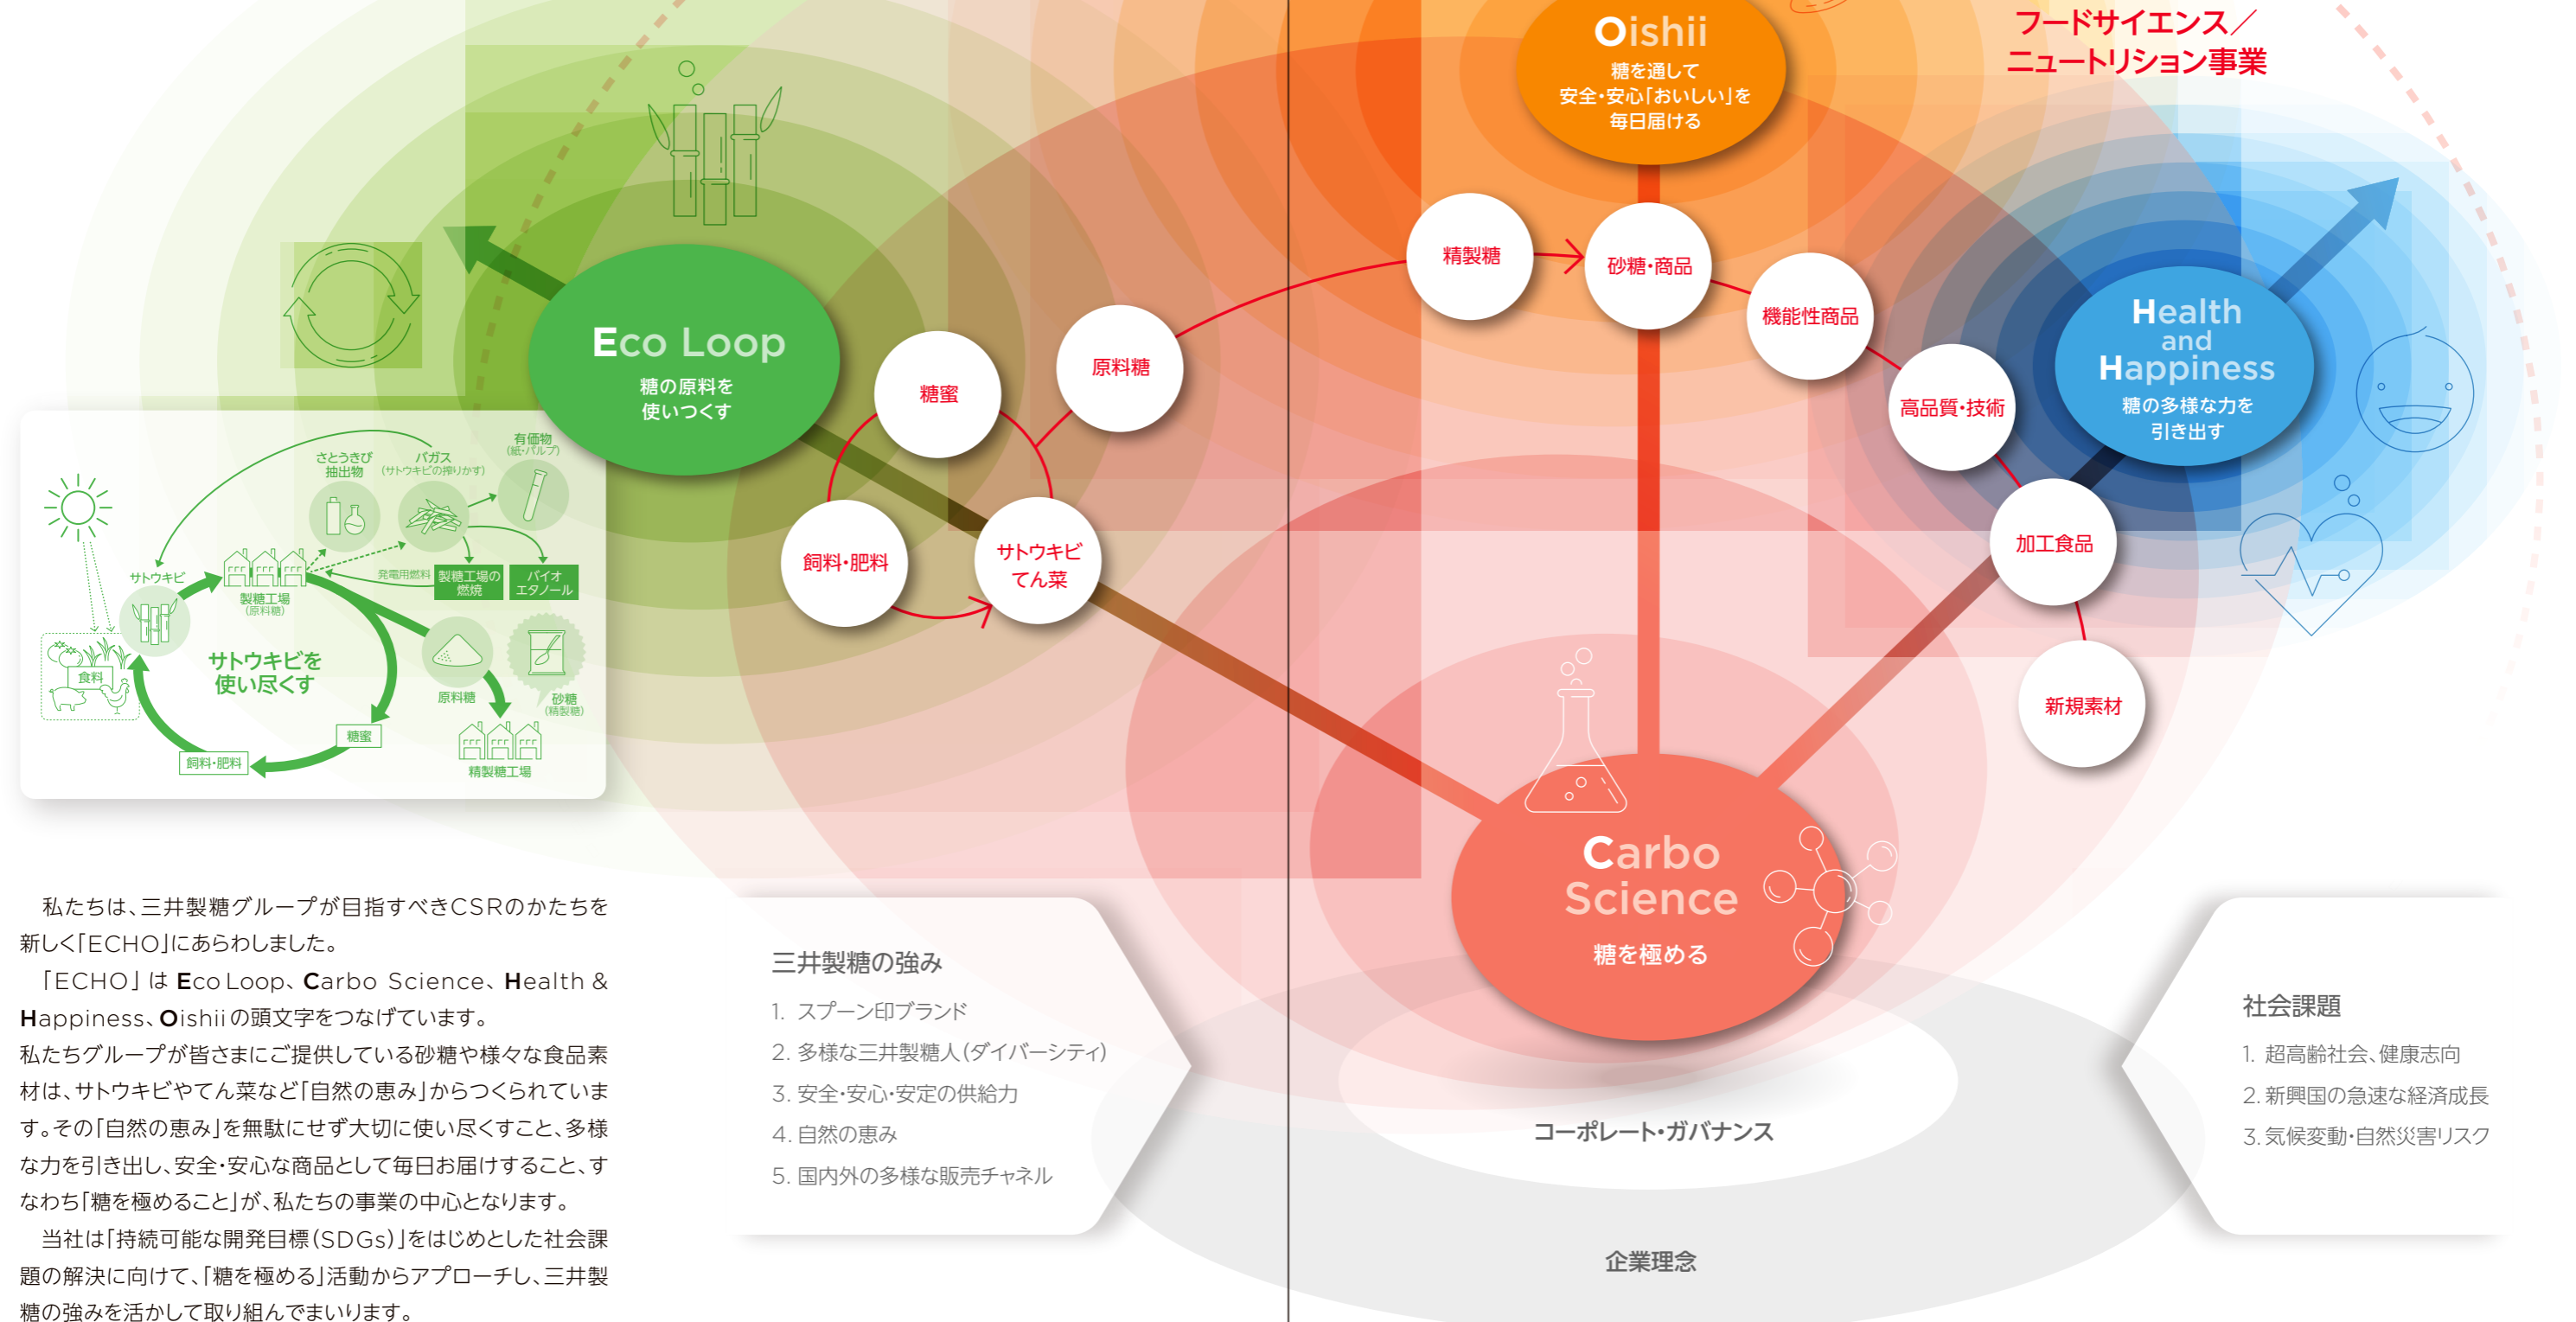 Oishii
糖を通して
安全・安心「おいしい」を
毎日届ける
フードサイエンス／
ニュートリション事業
Eco Loop
糖の原料を
使いつくす
糖蜜
原料糖
飼料・肥料
サトウキビ
てん菜
精製糖
砂糖・商品
機能性商品
高品質・技術
加工食品
新規素材
Health
and
Happiness
糖の多様な力を
引き出す
Carbo
Science
糖を極める
コーポレート・ガバナンス
企業理念
有価物
(紙・パルプ)
さとうきび
抽出物
バガス
(サトウキビの搾りかす)
サトウキビ
製糖工場
(原料糖)
発電用燃料
製糖工場の
燃焼
バイオ
エタノール
食料
サトウキビを
使い尽くす
原料糖
砂糖
(精製糖)
糖蜜
飼料・肥料
精製糖工場
私たちは、三井製糖グループが目指すべきCSRのかたちを
新しく「ECHO」にあらわしました。
「ECHO」は Eco Loop、Carbo Science、Health &
Happiness、Oishiiの頭文字をつなげています。
私たちグループが皆さまにご提供している砂糖や様々な食品素
材は、サトウキビやてん菜など「自然の恵み」からつくられていま
す。その「自然の恵み」を無駄にせず大切に使い尽くすこと、多様
な力を引き出し、安全・安心な商品として毎日お届けすること、す
なわち「糖を極めること」が、私たちの事業の中心となります。
当社は「持続可能な開発目標(SDGs)」をはじめとした社会課
題の解決に向けて、「糖を極める」活動からアプローチし、三井製
糖の強みを活かして取り組んでまいります。
三井製糖の強み
1. スプーン印ブランド
2. 多様な三井製糖人(ダイバーシティ)
3. 安全・安心・安定の供給力
4. 自然の恵み
5. 国内外の多様な販売チャネル
社会課題
1. 超高齢社会、健康志向
2. 新興国の急速な経済成長
3. 気候変動・自然災害リスク